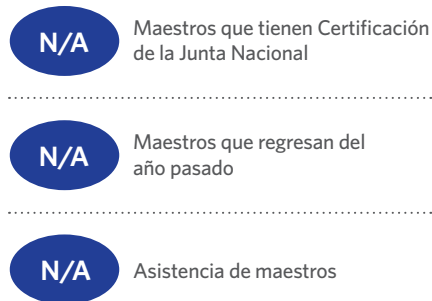 N/A
Maestros que tienen Certificación
de la Junta Nacional
N/A
Maestros que regresan del
año pasado
N/A
Asistencia de maestros